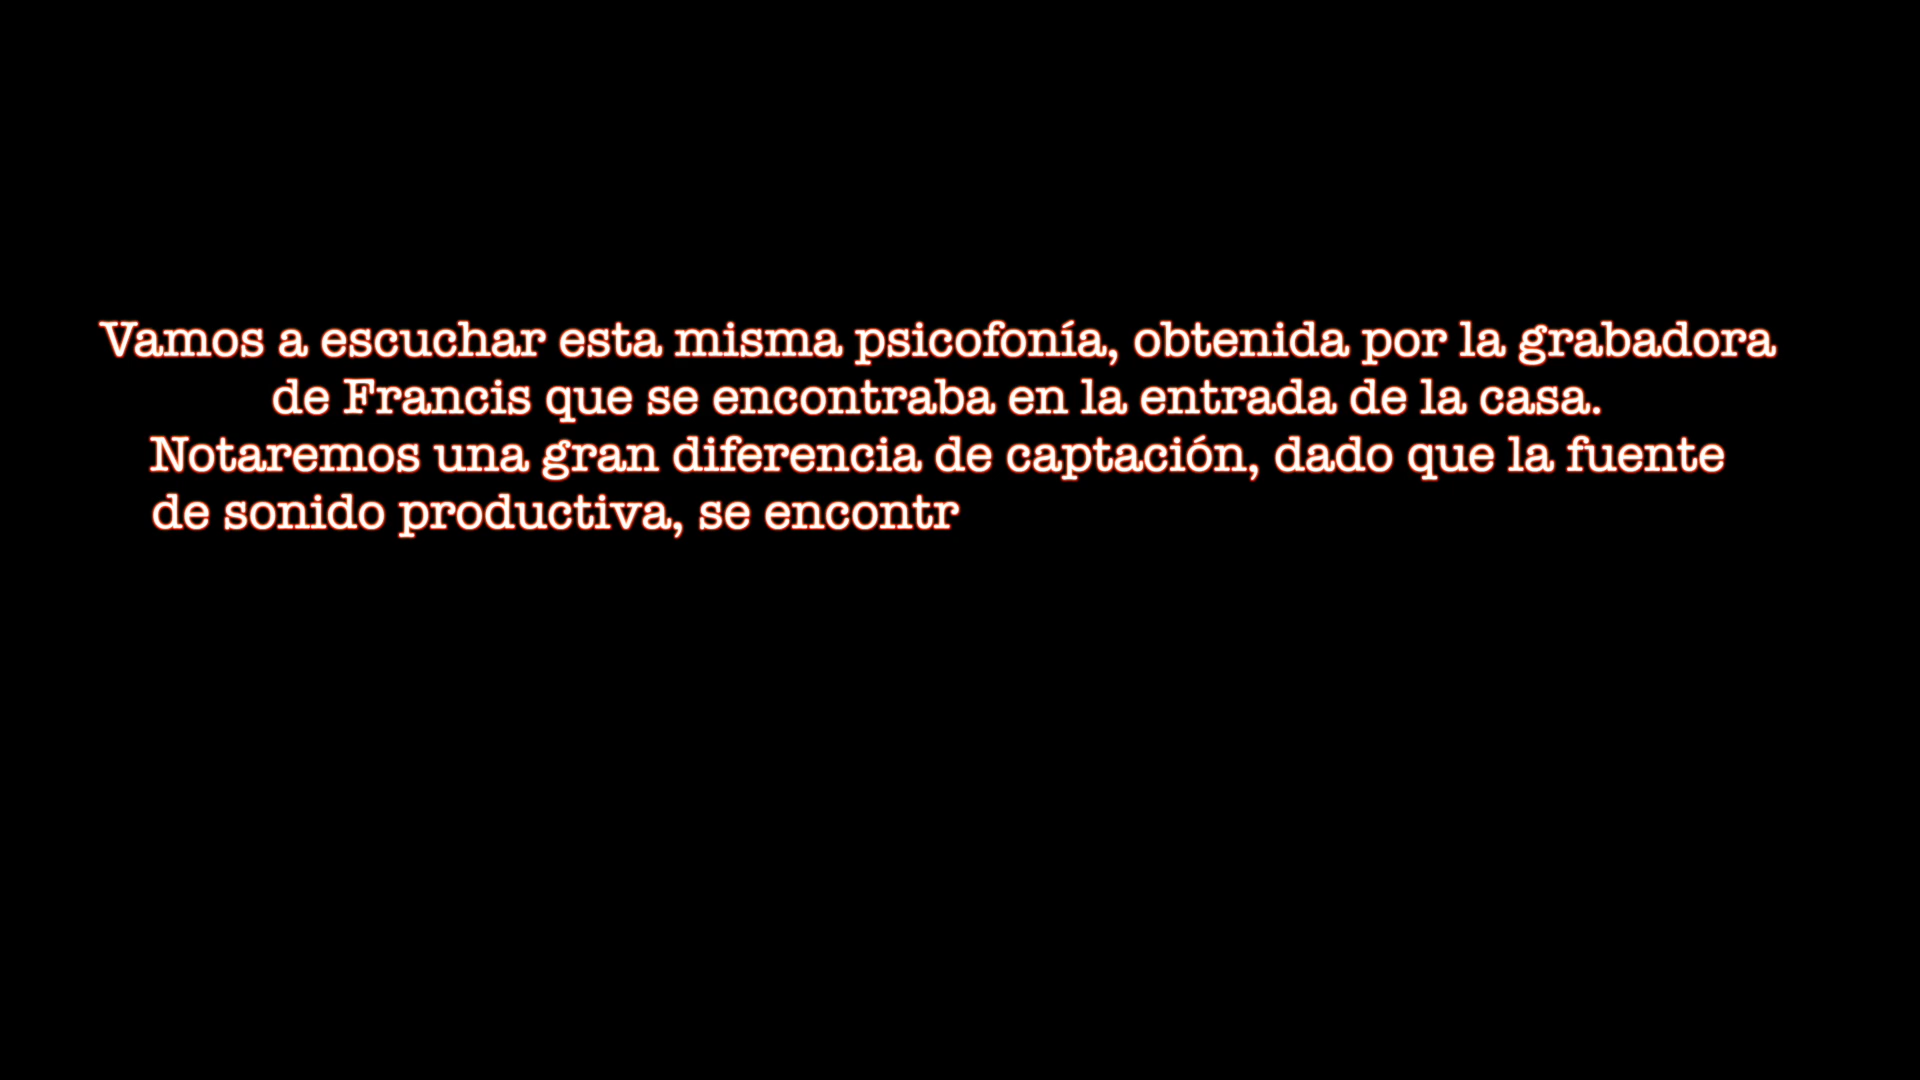 Vamos a escuchar esta misma psicofonía, obtenida por la grabadora
de Francis que se encontraba en la entrada de la casa.
Notaremos una gran diferencia de captación, dado que la fuente
de sonido productiva, se encontr